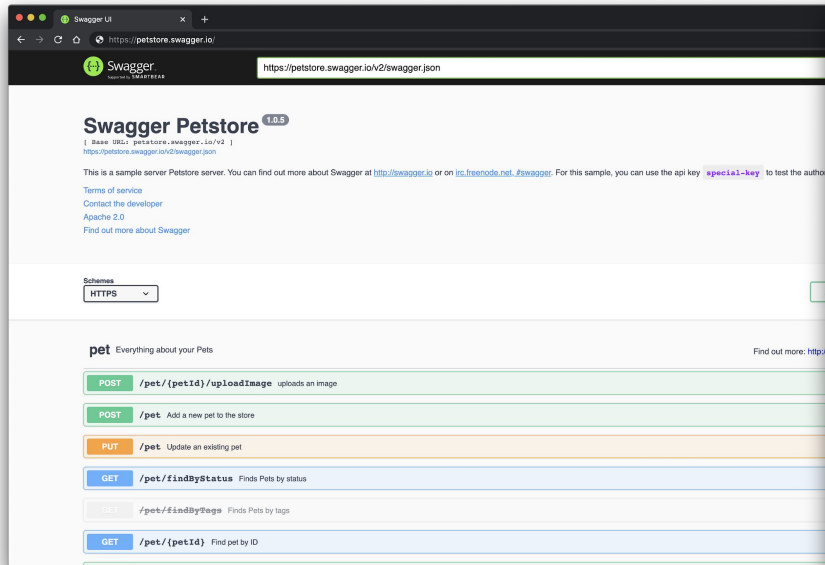 Swagger UI
https://petstore.swagger.io/
Swagger.
Supported by SMARTBEAR
https://petstore.swagger.io/v2/swagger.json
Swagger Petstore 1.0.5
[ Base URL: petstore.swagger.io/v2 ]
https://petstore.swagger.io/v2/swagger.json
This is a sample server Petstore server. You can find out more about Swagger at http://swagger.io or on irc.freenode.net, #swagger. For this sample, you can use the api key special-key to test the author
Terms of service
Contact the developer
Apache 2.0
Find out more about Swagger
Schemes
HTTPS
pet Everything about your Pets
Find out more: http:
POST /pet/{petId}/uploadImage uploads an image
POST /pet Add a new pet to the store
PUT /pet Update an existing pet
GET /pet/findByStatus Finds Pets by status
GET /pet/findByTags Finds Pets by tags
GET /pet/{petId} Find pet by ID